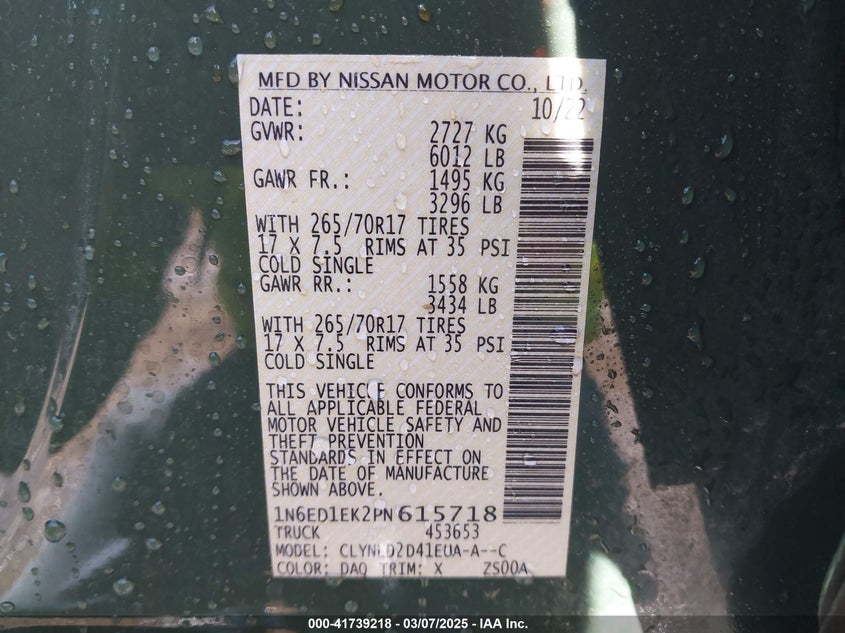 MFD BY NISSAN MOTOR CO., LTD.
DATE: 10/22
GVWR: 2727 KG
6012 LB
GAWR FR.: 1495 KG
3296 LB
WITH 265/70R17 TIRES
17 X 7.5 RIMS AT 35 PSI
COLD SINGLE
GAWR RR.: 1558 KG
3434 LB
WITH 265/70R17 TIRES
17 X 7.5 RIMS AT 35 PSI
COLD SINGLE
THIS VEHICLE CONFORMS TO
ALL APPLICABLE FEDERAL
MOTOR VEHICLE SAFETY AND
THEFT PREVENTION
STANDARDS IN EFFECT ON
THE DATE OF MANUFACTURE
SHOWN ABOVE.
1N6ED1EK2PN615718
TRUCK 453653
MODEL: CLYNLD2D41EUA-A--C
COLOR: DAQ TRIM: X ZS00A
000-41739218 - 03/07/2025 - IAA Inc.